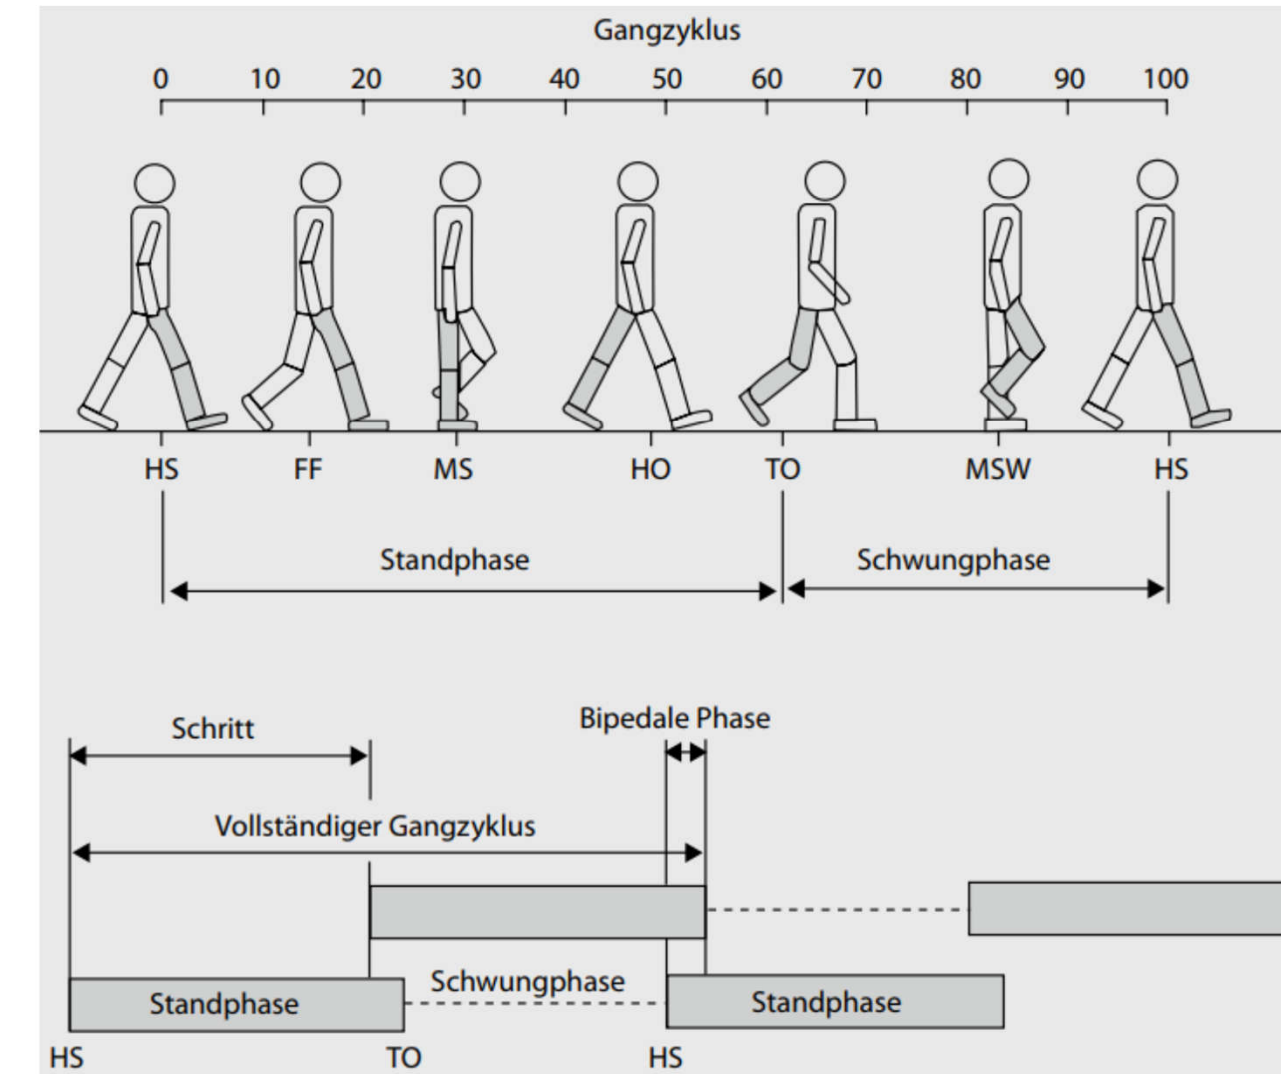 Gangzyklus
0 10 20 30 40 50 60 70 80 90 100
HS FF MS HO TO MSW HS
Standphase Schwungphase
Schritt Bipedale Phase
Vollständiger Gangzyklus
Schwungphase
Standphase Standphase
HS TO HS